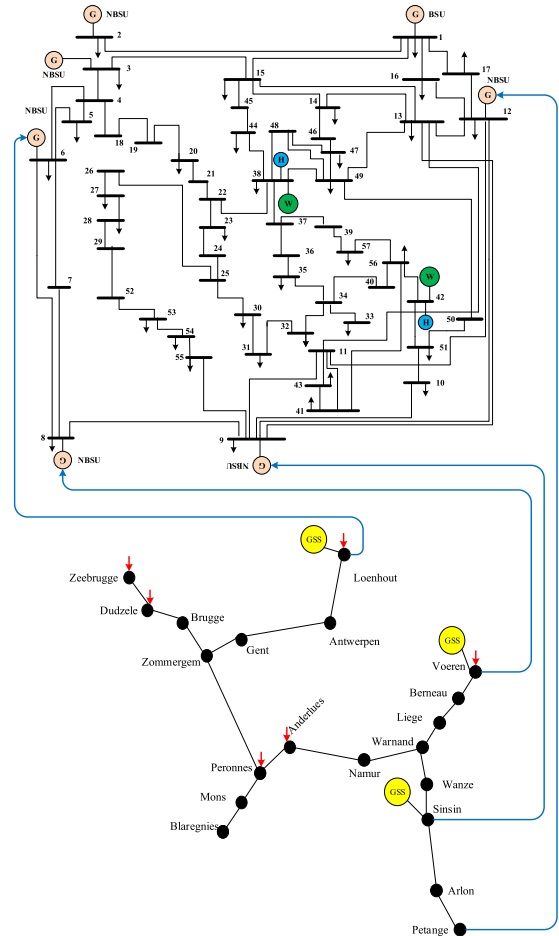 G NBSU
G BSU
2
1
G NBSU
3
15
16
17
NBSU
G
4
45
14
13
12
NBSU
5
G
6
18
19
44
48
46
47
20
H
26
38
49
21
27
22
W
28
23
37
39
29
24
36
57
56
W
25
35
40
42
52
34
H
53
30
33
50
54
31
32
51
55
11
43
10
41
8
9
G NBSU
NBSU G
GSS
Loenhout
Zeebrugge
Dudzele
Brugge
Antwerpen
Gent
GSS
Zommergem
Voeren
Berneau
Anderlues
Liege
Warnand
Peronnes
Namur
Wanze
Mons
GSS
Sinsin
Blaregnies
Arlon
Petange